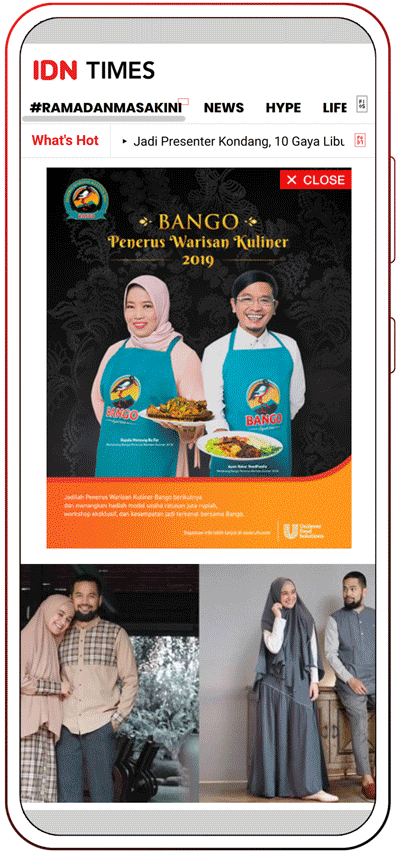 IDN TIMES
#RAMADANMASAKINI NEWS HYPE LIFE
What's Hot
Jadi Presenter Kondang, 10 Gaya Libu
CLOSE
BANGO
BANGO
Penerus Warisan Kuliner
2019
BANGO
BANGO
Jadilah Penerus Warisan Kuliner Bango berikutnya
dan menangkan hadiah modal usaha ratusan juta rupiah,
workshop eksklusif, dan kesempatan jadi terkenal bersama Bango.
Unilever
Food
Solutions